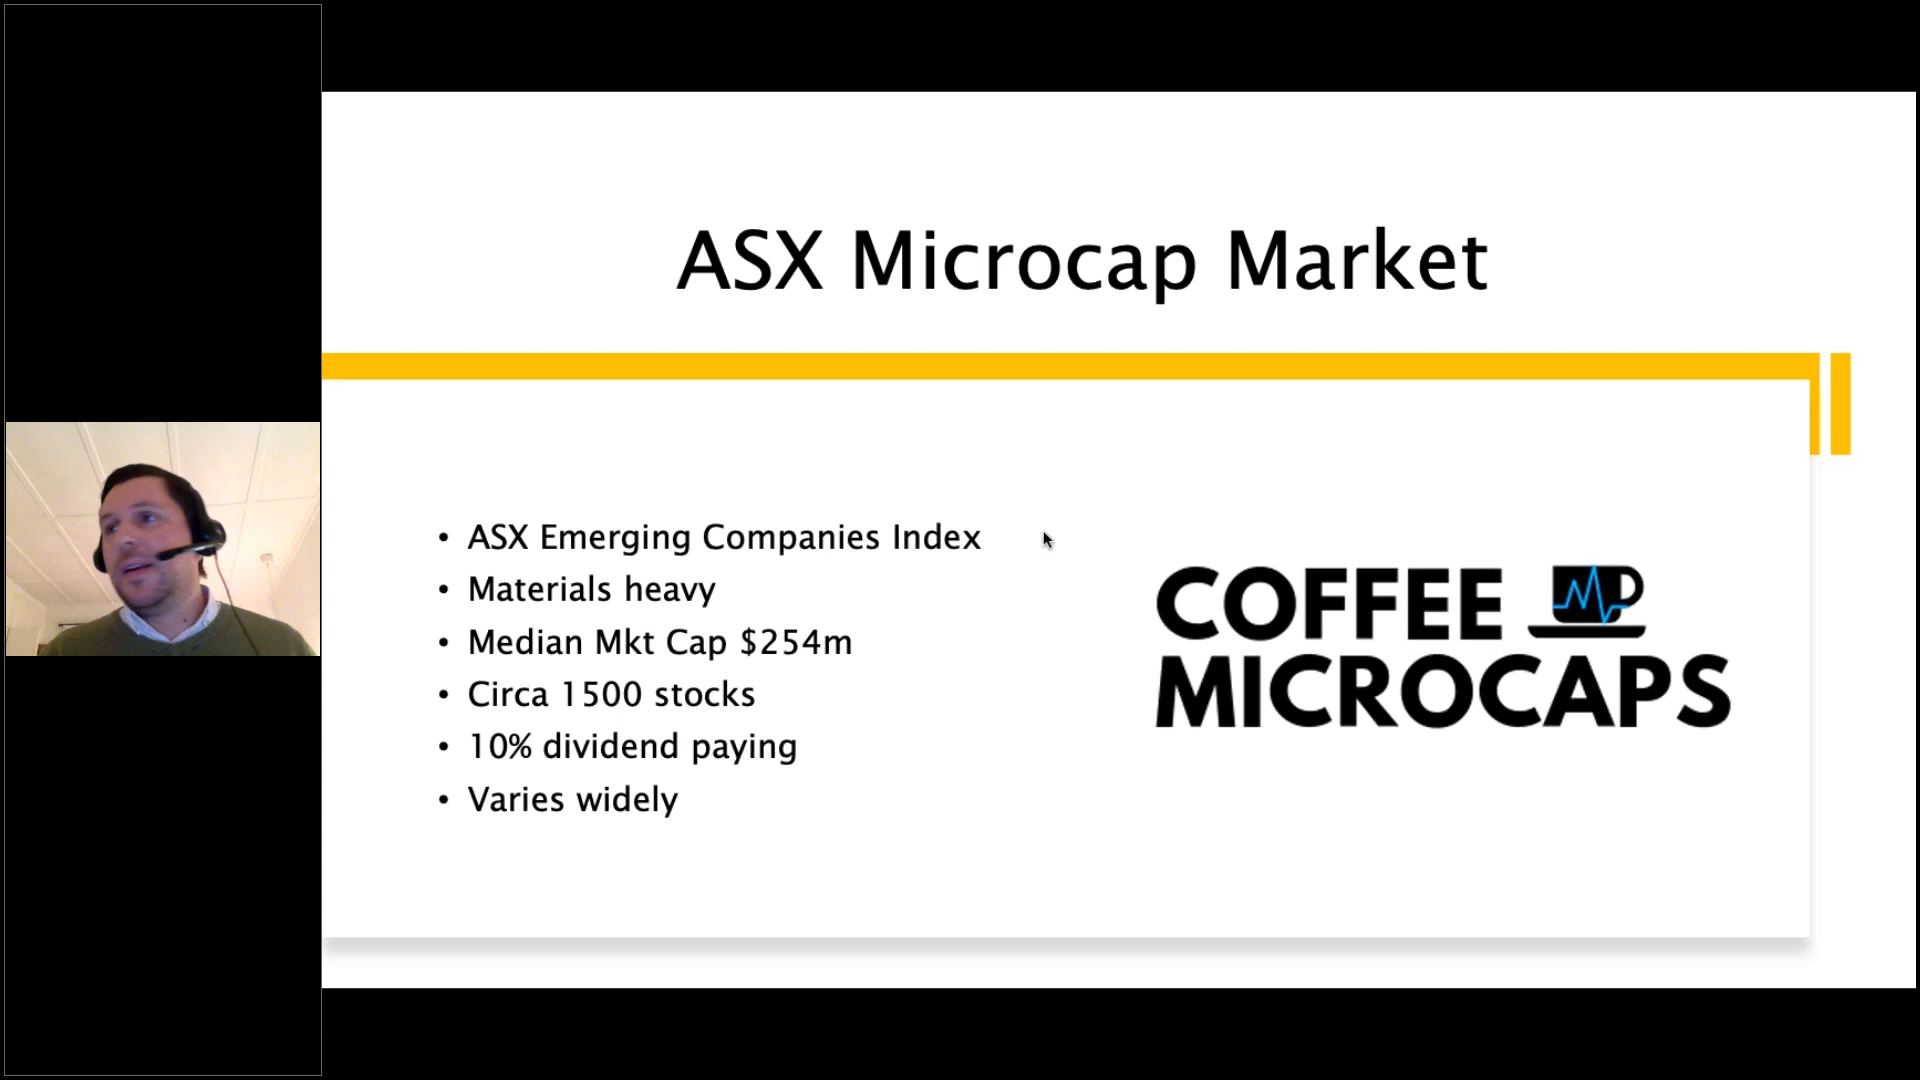 ASX Microcap Market
• ASX Emerging Companies Index
• Materials heavy
• Median Mkt Cap $254m
• Circa 1500 stocks
• 10% dividend paying
• Varies widely
COFFEE
MICROCAPS